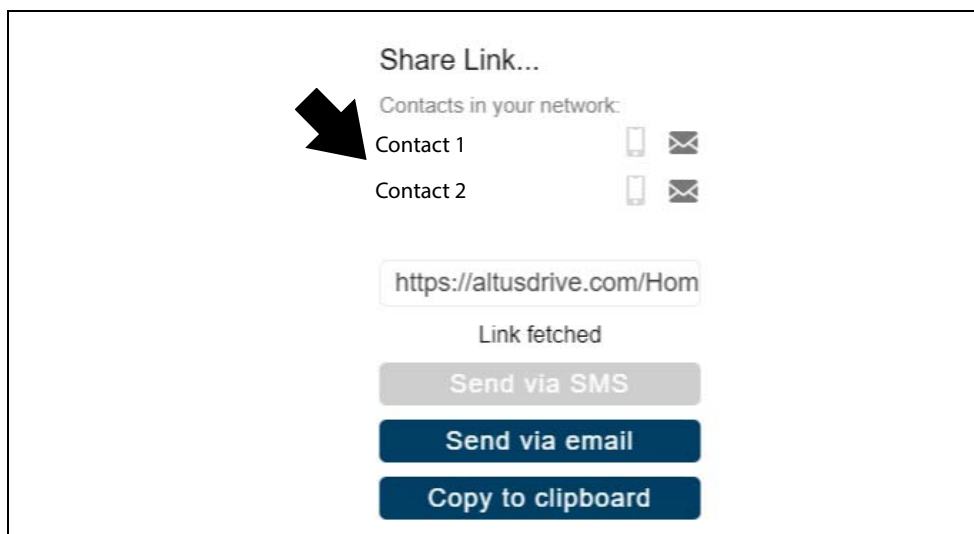 Share Link...
Contacts in your network:
Contact 1
Contact 2
https://altusdrive.com/Hom
Link fetched
Send via SMS
Send via email
Copy to clipboard